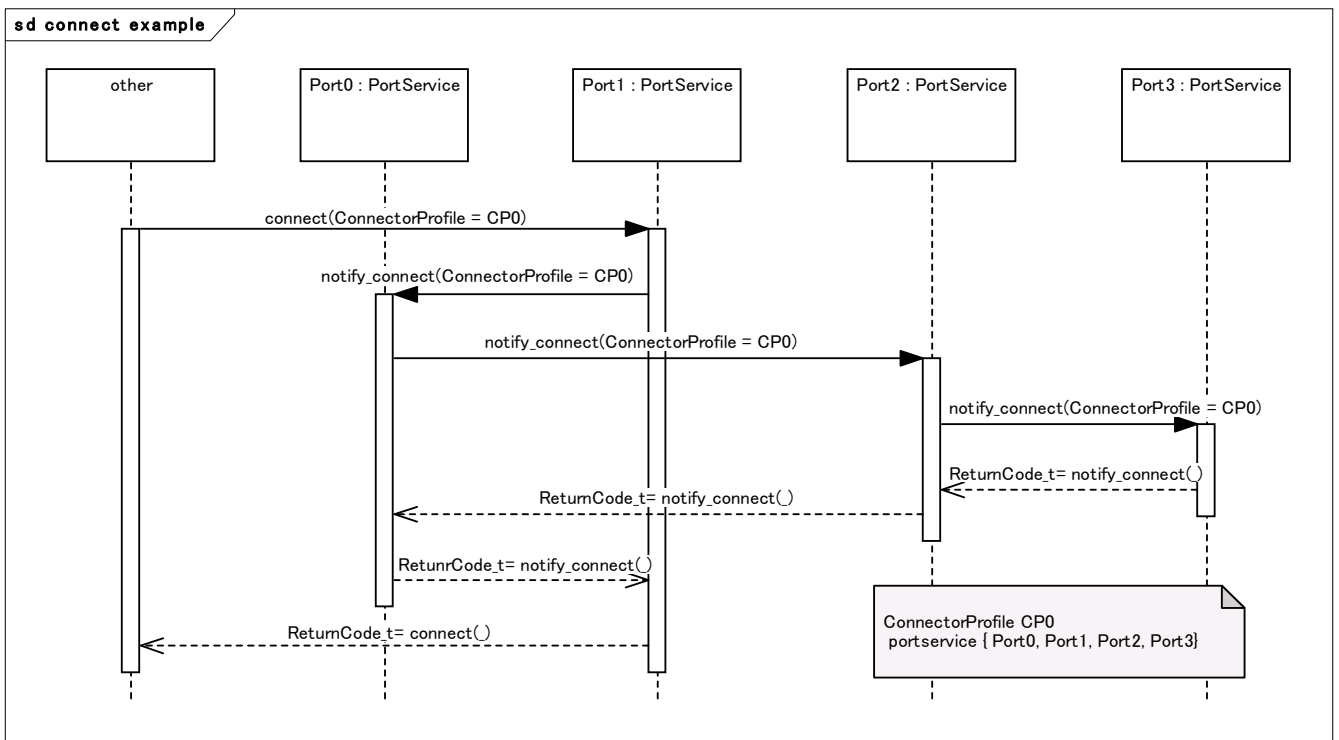 sd connect example
other
Port0 : PortService
Port1 : PortService
Port2 : PortService
Port3 : PortService
connect(ConnectorProfile = CP0)
notify_connect(ConnectorProfile = CP0)
notify_connect(ConnectorProfile = CP0)
notify_connect(ConnectorProfile = CP0)
ReturnCode_t= notify_connect()
ReturnCode_t= notify_connect()
RetunrCode_t= notify_connect()
ReturnCode_t= connect()
ConnectorProfile CP0
portservice { Port0, Port1, Port2, Port3}